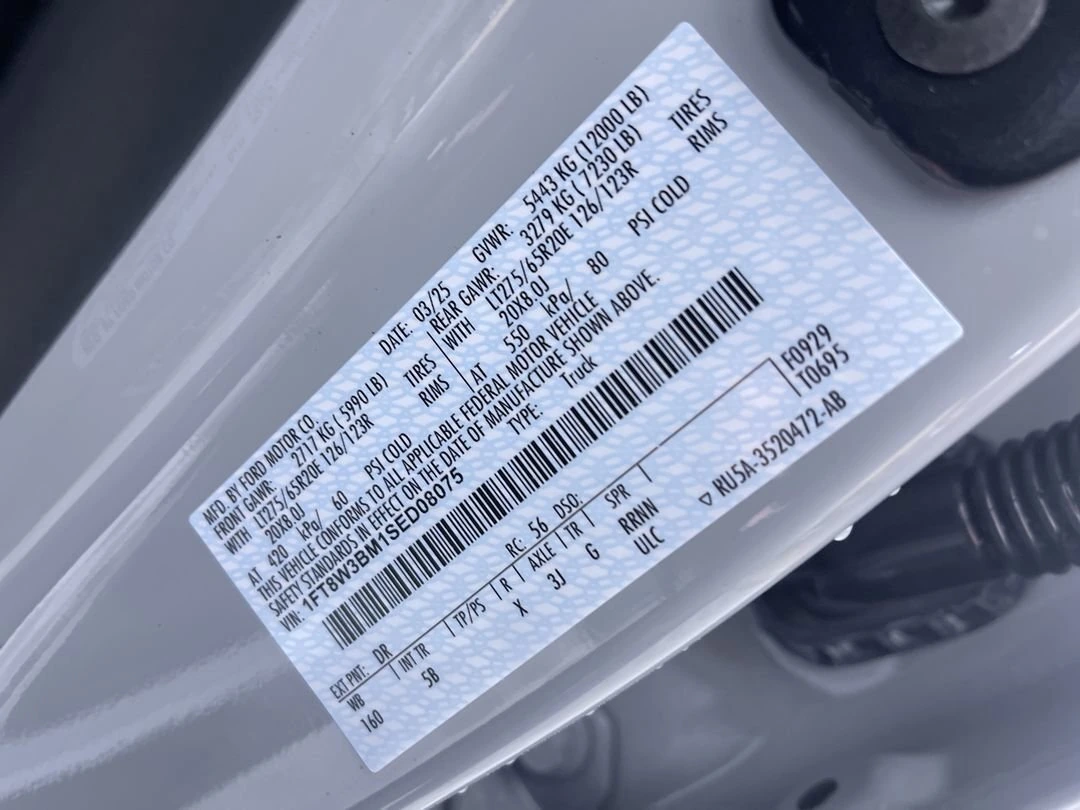 MFD. BY FORD MOTOR CO. DATE: 03/25 GVWR: 5443 KG (12000 LB)
FRONT GAWR: 2717 KG ( 5990 LB) REAR GAWR: 3279 KG ( 7230 LB)
WITH LT275/65R20E 126/123R TIRES WITH LT275/65R20E 126/123R TIRES
20X8.0J RIMS 20X8.0J RIMS
AT 420 kPa/ 60 PSI COLD AT 550 kPa/ 80 PSI COLD
THIS VEHICLE CONFORMS TO ALL APPLICABLE FEDERAL MOTOR VEHICLE
SAFETY STANDARDS IN EFFECT ON THE DATE OF MANUFACTURE SHOWN ABOVE.
VIN: 1FT8W3BM1SED08075 TYPE: Truck
F0929
T0695
EXT PNT: DR RC: 56 DSO:
WB INT TR TP/PS R AXLE TR SPR
160 5B X 3J G RRNN
ULC
▽ RU5A-3520472-AB